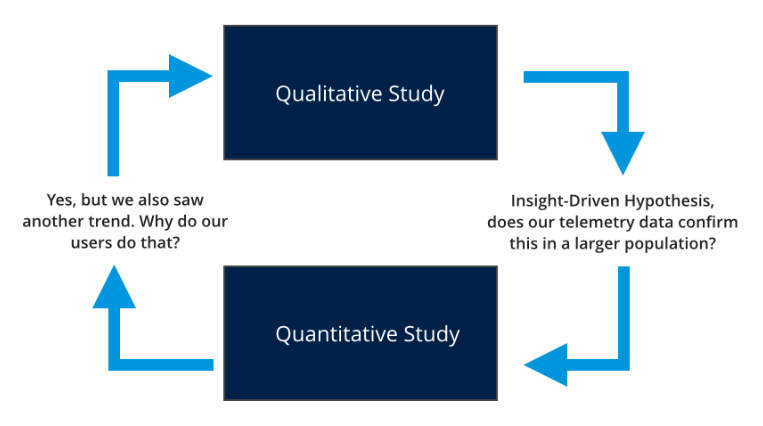 Qualitative Study
Yes, but we also saw
another trend. Why do our
users do that?
Insight-Driven Hypothesis,
does our telemetry data confirm
this in a larger population?
Quantitative Study